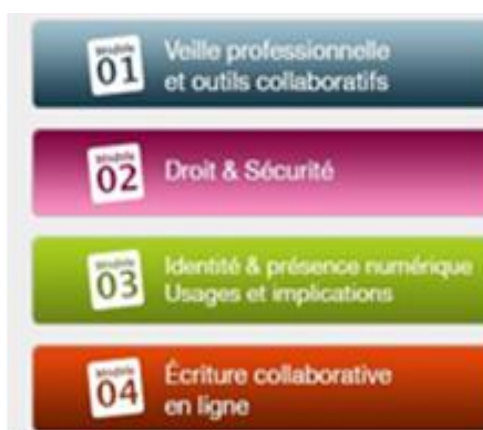 Module
01
Veille professionnelle
et outils collaboratifs
Module
02
Droit & Sécurité
Module
03
Identité & présence numérique
Usages et implications
Module
04
Écriture collaborative
en ligne